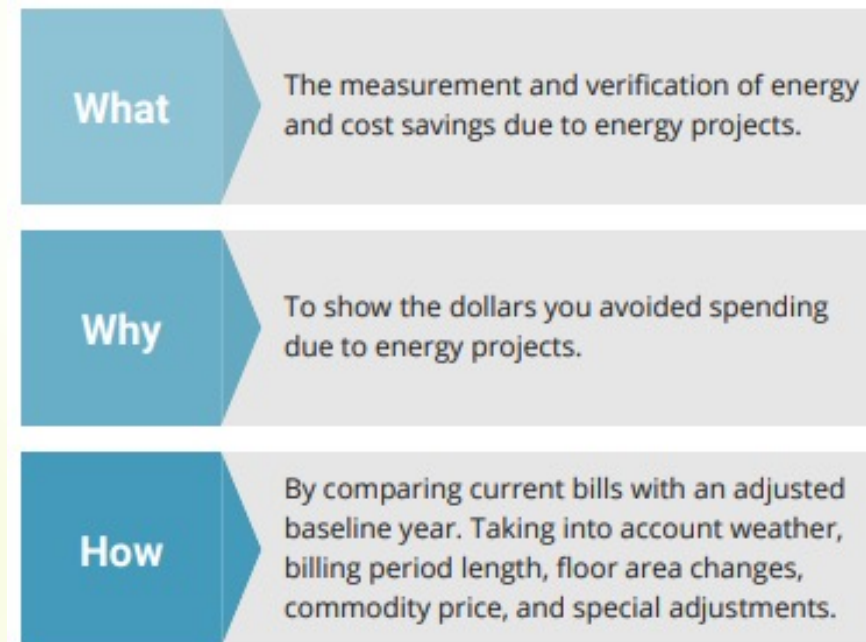 What
The measurement and verification of energy
and cost savings due to energy projects.
Why
To show the dollars you avoided spending
due to energy projects.
How
By comparing current bills with an adjusted
baseline year. Taking into account weather,
billing period length, floor area changes,
commodity price, and special adjustments.